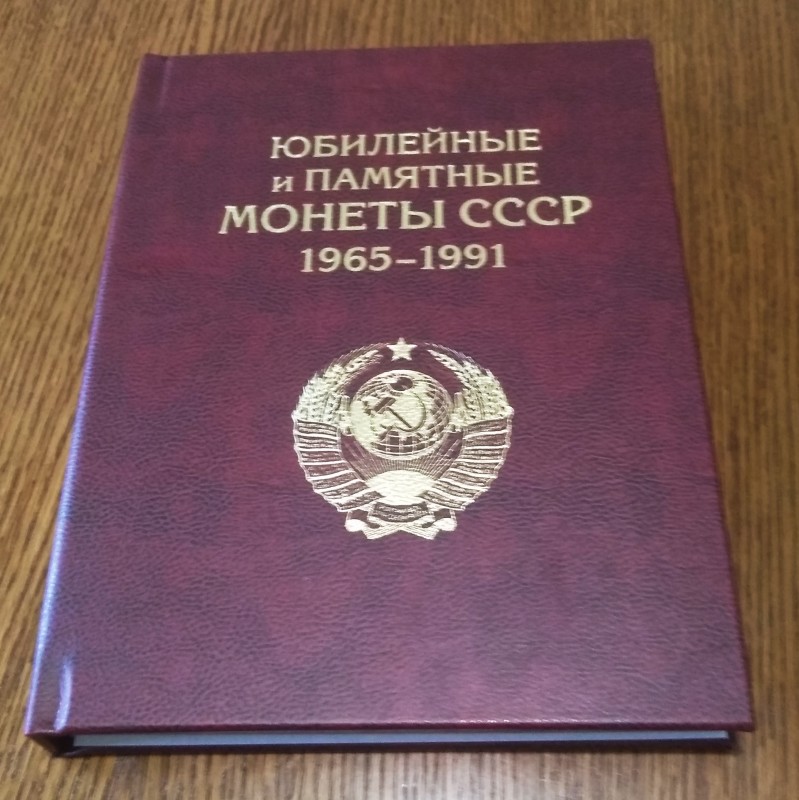 ЮБИЛЕЙНЫЕ
и ПАМЯТНЫЕ
МОНЕТЫ СССР
1965–1991